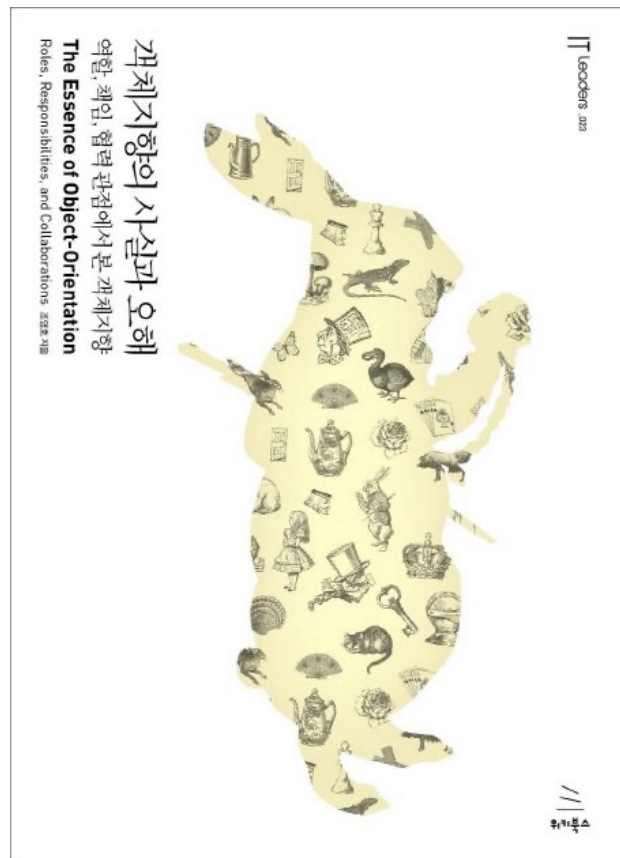 IT Leaders _023
객체지향의 사실과 오해
역할, 책임, 협력 관점에서 본 객체지향
The Essence of Object-Orientation
Roles, Responsibilities, and Collaborations 조영호 지음
위키북스